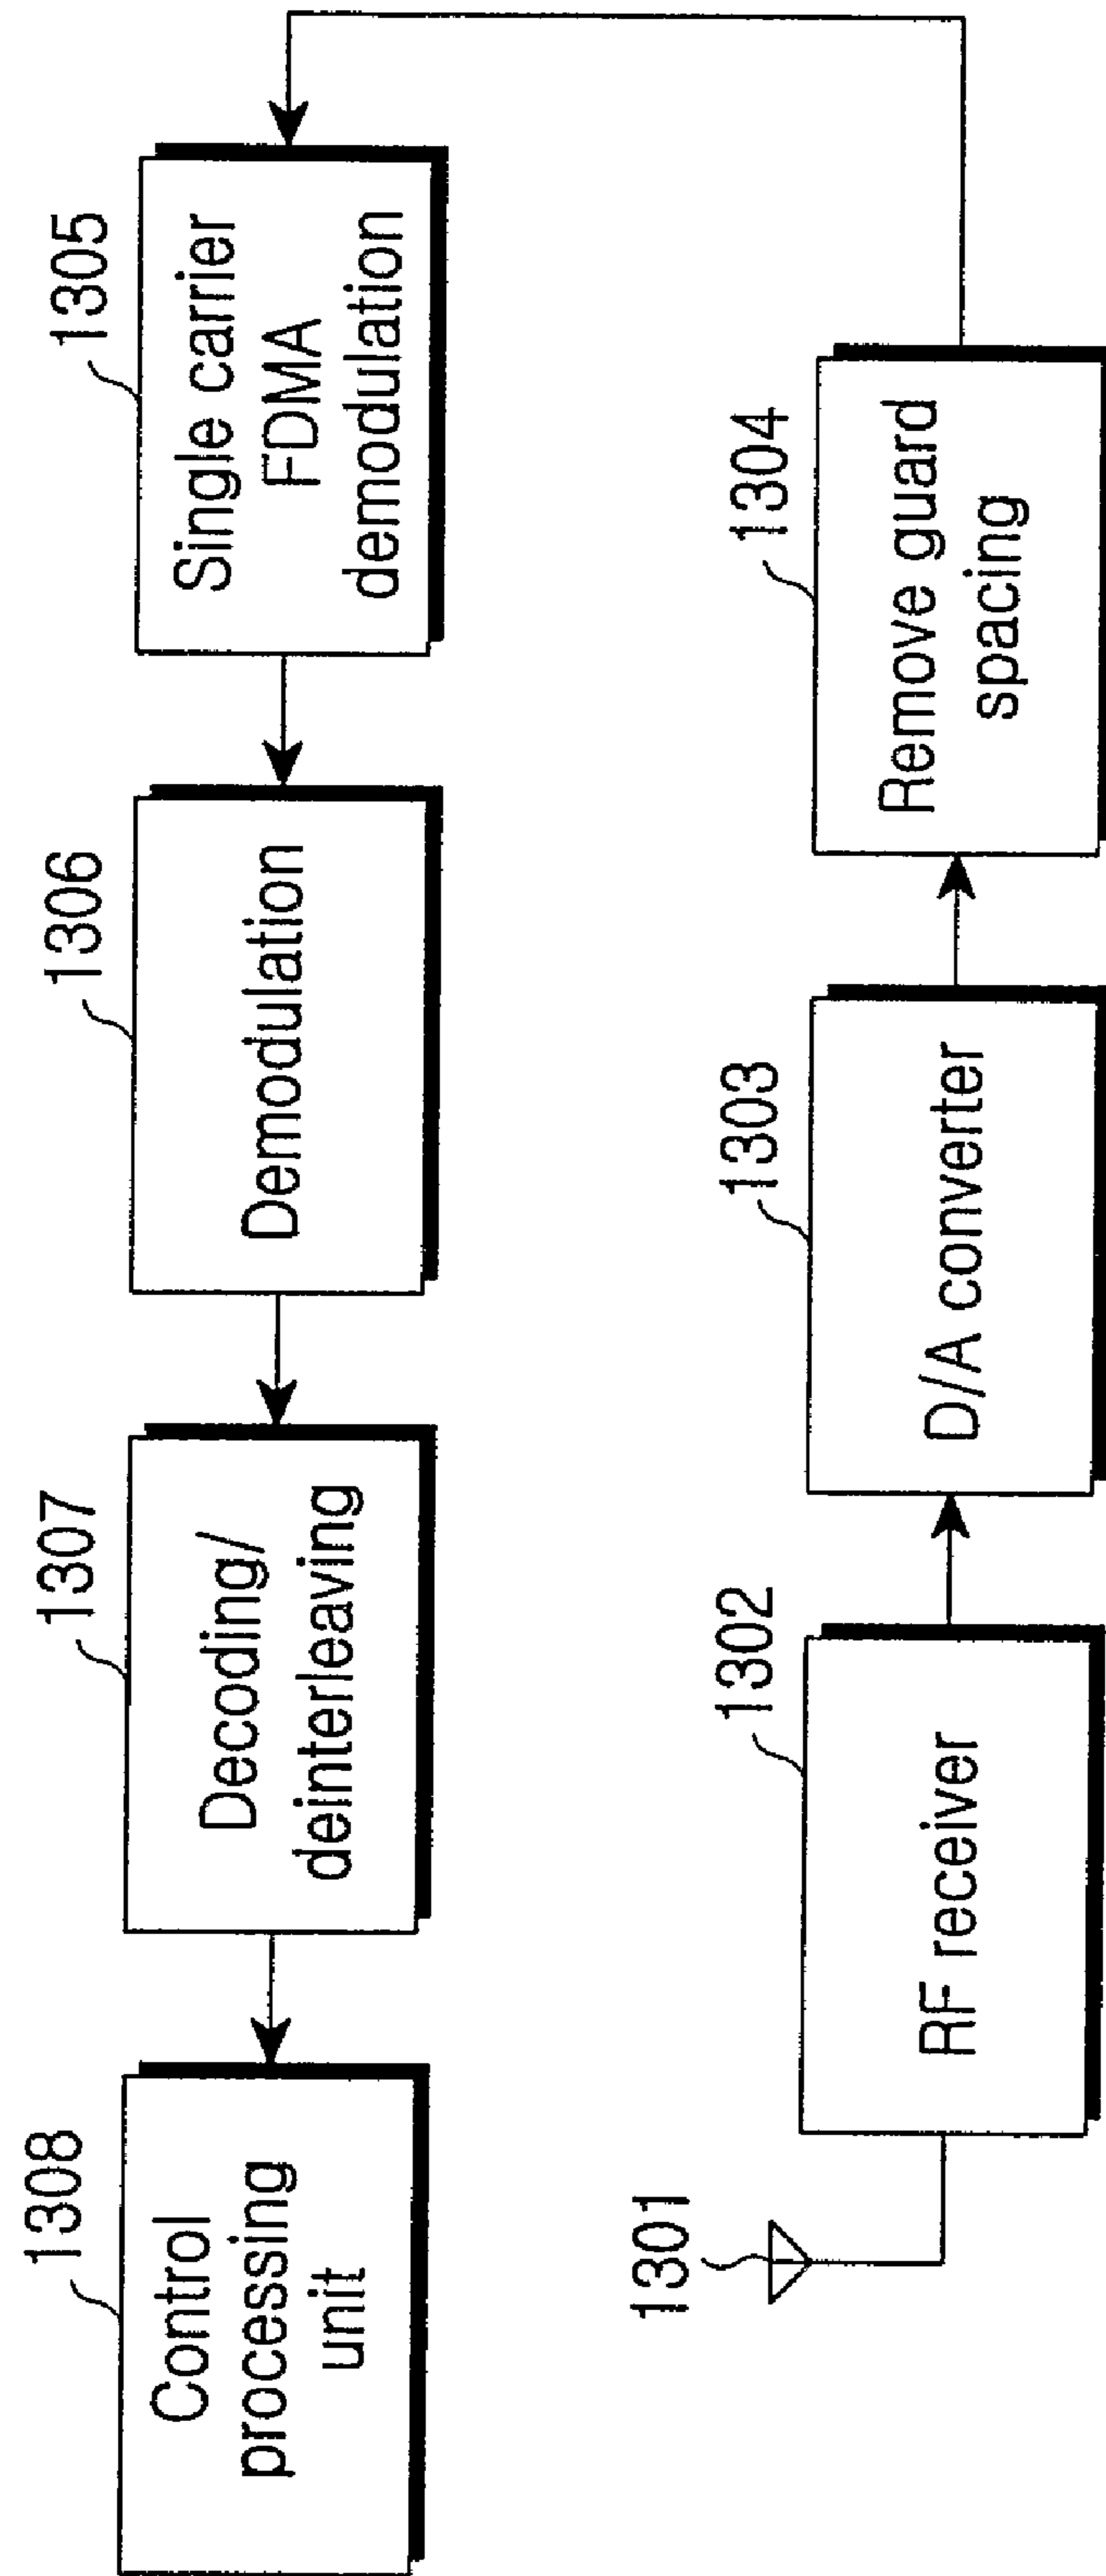 1308
Control
processing
unit
1307
Decoding/
deinterleaving
1306
Demodulation
1305
Single carrier
FDMA
demodulation
1301
1302
RF receiver
1303
D/A converter
1304
Remove guard
spacing